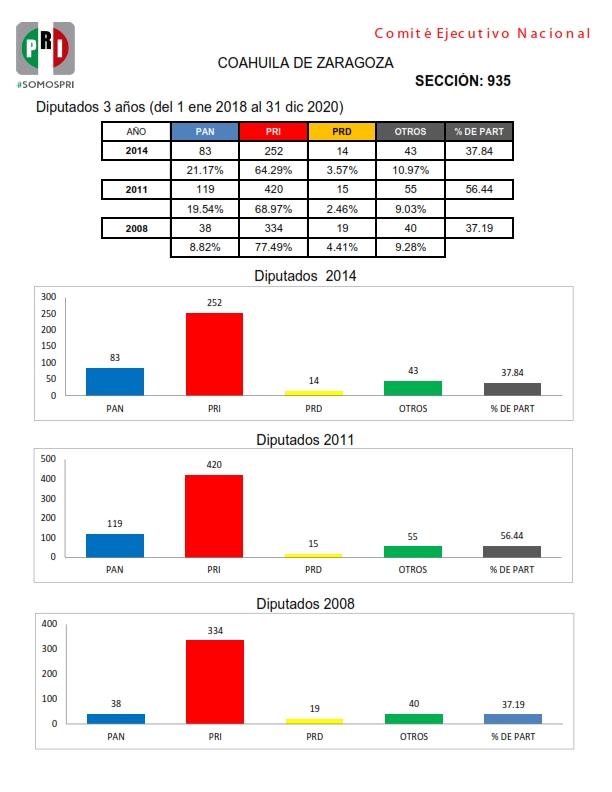 PRI
#SOMOSPRI
Comité Ejecutivo Nacional
COAHUILA DE ZARAGOZA
SECCIÓN: 935
Diputados 3 años (del 1 ene 2018 al 31 dic 2020)
AÑO PAN PRI PRD OTROS % DE PART
2014 83 252 14 43 37.84
21.17% 64.29% 3.57% 10.97%
2011 119 420 15 55 56.44
19.54% 68.97% 2.46% 9.03%
2008 38 334 19 40 37.19
8.82% 77.49% 4.41% 9.28%
Diputados 2014
300
252
250
200
150
83
100
43 37.84
50
14
0
PAN PRI PRD OTROS % DE PART
Diputados 2011
500
420
400
300
200
119
100
15 55 56.44
0
PAN PRI PRD OTROS % DE PART
Diputados 2008
400
334
300
200
100
38 19 40 37.19
0
PAN PRI PRD OTROS % DE PART